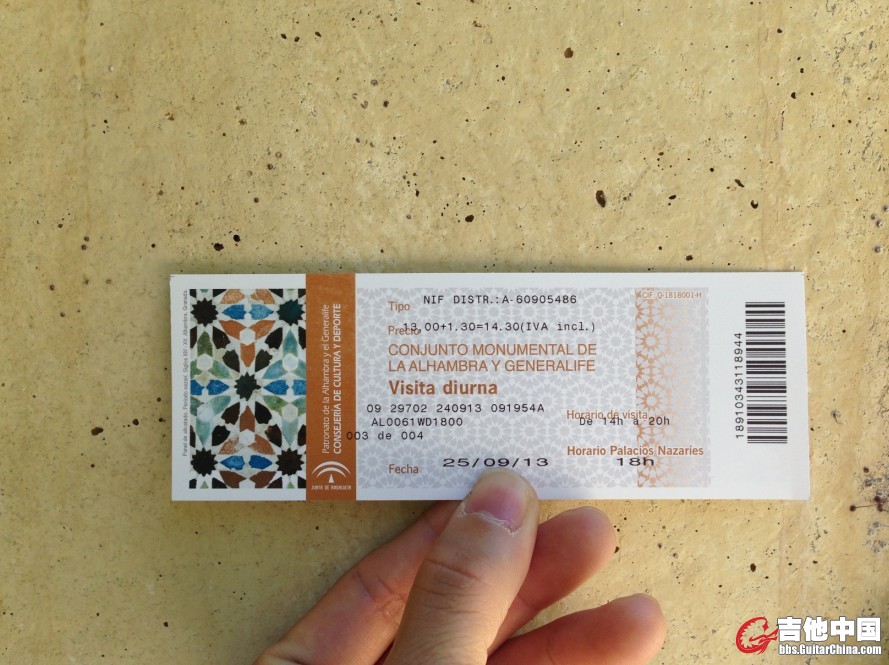 Tipo NIF DISTR.:A-60905486
CIF: Q-1818001-H
Precio 13.00+1.30=14.30(IVA incl.)
CONJUNTO MONUMENTAL DE
LA ALHAMBRA Y GENERALIFE
Visita diurna
09 29702 240913 091954A
AL0061WD1800
003 de 004
Horario de visita
De 14h a 20h
Horario Palacios Nazaries
18h
Fecha 25/09/13
Patronato de la Alhambra y el Generalife
CONSEJERÍA DE CULTURA Y DEPORTE
JUNTA DE ANDALUCIA
18910343118944
吉他中国
bbs.GuitarChina.com